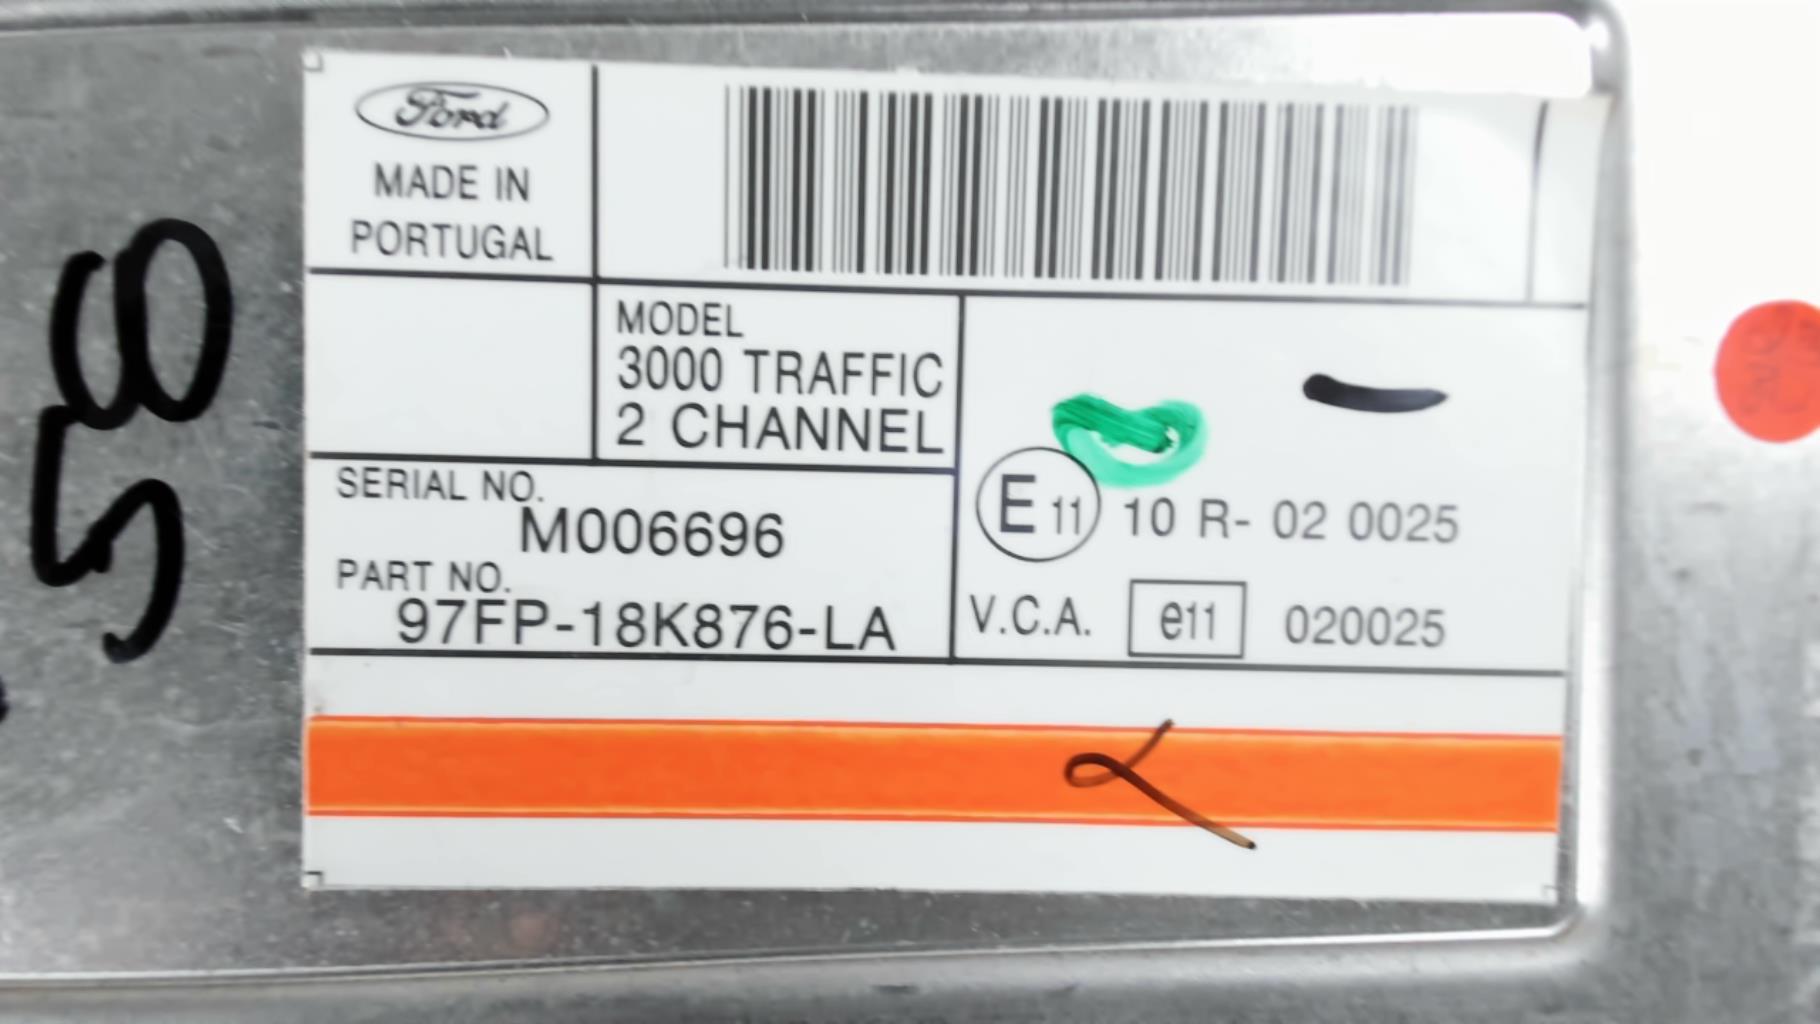 Ford
MADE IN
PORTUGAL
MODEL
3000 TRAFFIC
2 CHANNEL
SERIAL NO.
M006696
PART NO.
97FP-18K876-LA
E 11 10 R- 02 0025
V.C.A. e11 020025
58